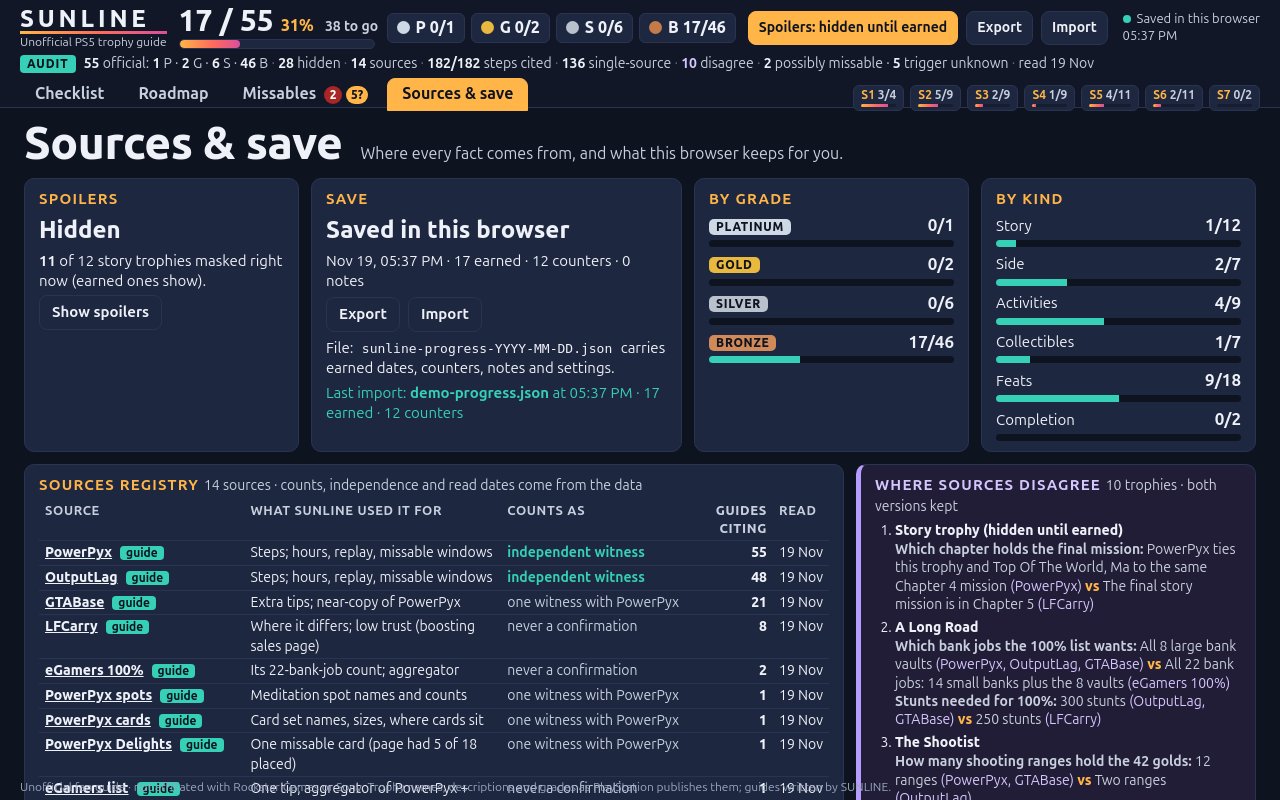 SUNLINE
Unofficial PS5 trophy guide
17 / 55 31% 38 to go
P 0/1
G 0/2
S 0/6
B 17/46
Spoilers: hidden until earned
Export
Import
Saved in this browser
05:37 PM
AUDIT 55 official: 1 P · 2 G · 6 S · 46 B · 28 hidden · 14 sources · 182/182 steps cited · 136 single-source · 10 disagree · 2 possibly missable · 5 trigger unknown · read 19 Nov
Checklist
Roadmap
Missables 2 5?
Sources & save
S1 3/4
S2 5/9
S3 2/9
S4 1/9
S5 4/11
S6 2/11
S7 0/2
Sources & save
Where every fact comes from, and what this browser keeps for you.
SPOILERS
Hidden
11 of 12 story trophies masked right
now (earned ones show).
Show spoilers
SAVE
Saved in this browser
Nov 19, 05:37 PM · 17 earned · 12 counters · 0
notes
Export
Import
File: sunline-progress-YYYY-MM-DD.json carries
earned dates, counters, notes and settings.
Last import: demo-progress.json at 05:37 PM · 17
earned · 12 counters
BY GRADE
PLATINUM 0/1
GOLD 0/2
SILVER 0/6
BRONZE 17/46
BY KIND
Story 1/12
Side 2/7
Activities 4/9
Collectibles 1/7
Feats 9/18
Completion 0/2
SOURCES REGISTRY 14 sources · counts, independence and read dates come from the data
SOURCE WHAT SUNLINE USED IT FOR COUNTS AS GUIDES CITING READ
PowerPyx guide Steps; hours, replay, missable windows independent witness 55 19 Nov
OutputLag guide Steps; hours, replay, missable windows independent witness 48 19 Nov
GTABase guide Extra tips; near-copy of PowerPyx one witness with PowerPyx 21 19 Nov
LFCarry guide Where it differs; low trust (boosting
sales page) never a confirmation 8 19 Nov
eGamers 100% guide Its 22-bank-job count; aggregator never a confirmation 2 19 Nov
PowerPyx spots guide Meditation spot names and counts one witness with PowerPyx 1 19 Nov
PowerPyx cards guide Card set names, sizes, where cards sit one witness with PowerPyx 1 19 Nov
PowerPyx Delights guide One missable card (page had 5 of 18
placed) one witness with PowerPyx 1 19 Nov
WHERE SOURCES DISAGREE 10 trophies · both
versions kept
1. Story trophy (hidden until earned)
Which chapter holds the final mission: PowerPyx ties
this trophy and Top Of The World, Ma to the same
Chapter 4 mission (PowerPyx) vs The final story
mission is in Chapter 5 (LFCarry)
2. A Long Road
Which bank jobs the 100% list wants: All 8 large bank
vaults (PowerPyx, OutputLag, GTABase) vs All 22 bank
jobs: 14 small banks plus the 8 vaults (eGamers 100%)
Stunts needed for 100%: 300 stunts (OutputLag,
GTABase) vs 250 stunts (LFCarry)
3. The Shootist
How many shooting ranges hold the 42 golds: 12
ranges (PowerPyx, GTABase) vs Two ranges
(OutputLag)